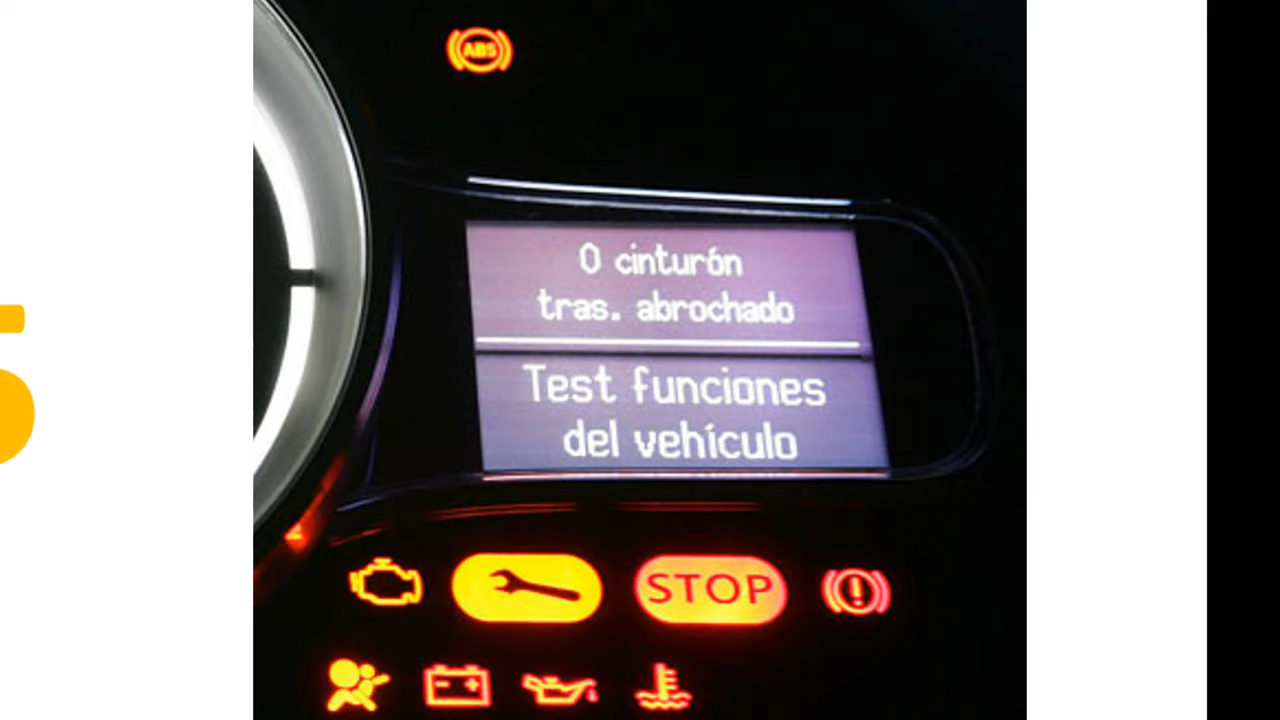 ABS
0 cinturón
tras. abrochado
Test funciones
del vehículo
STOP